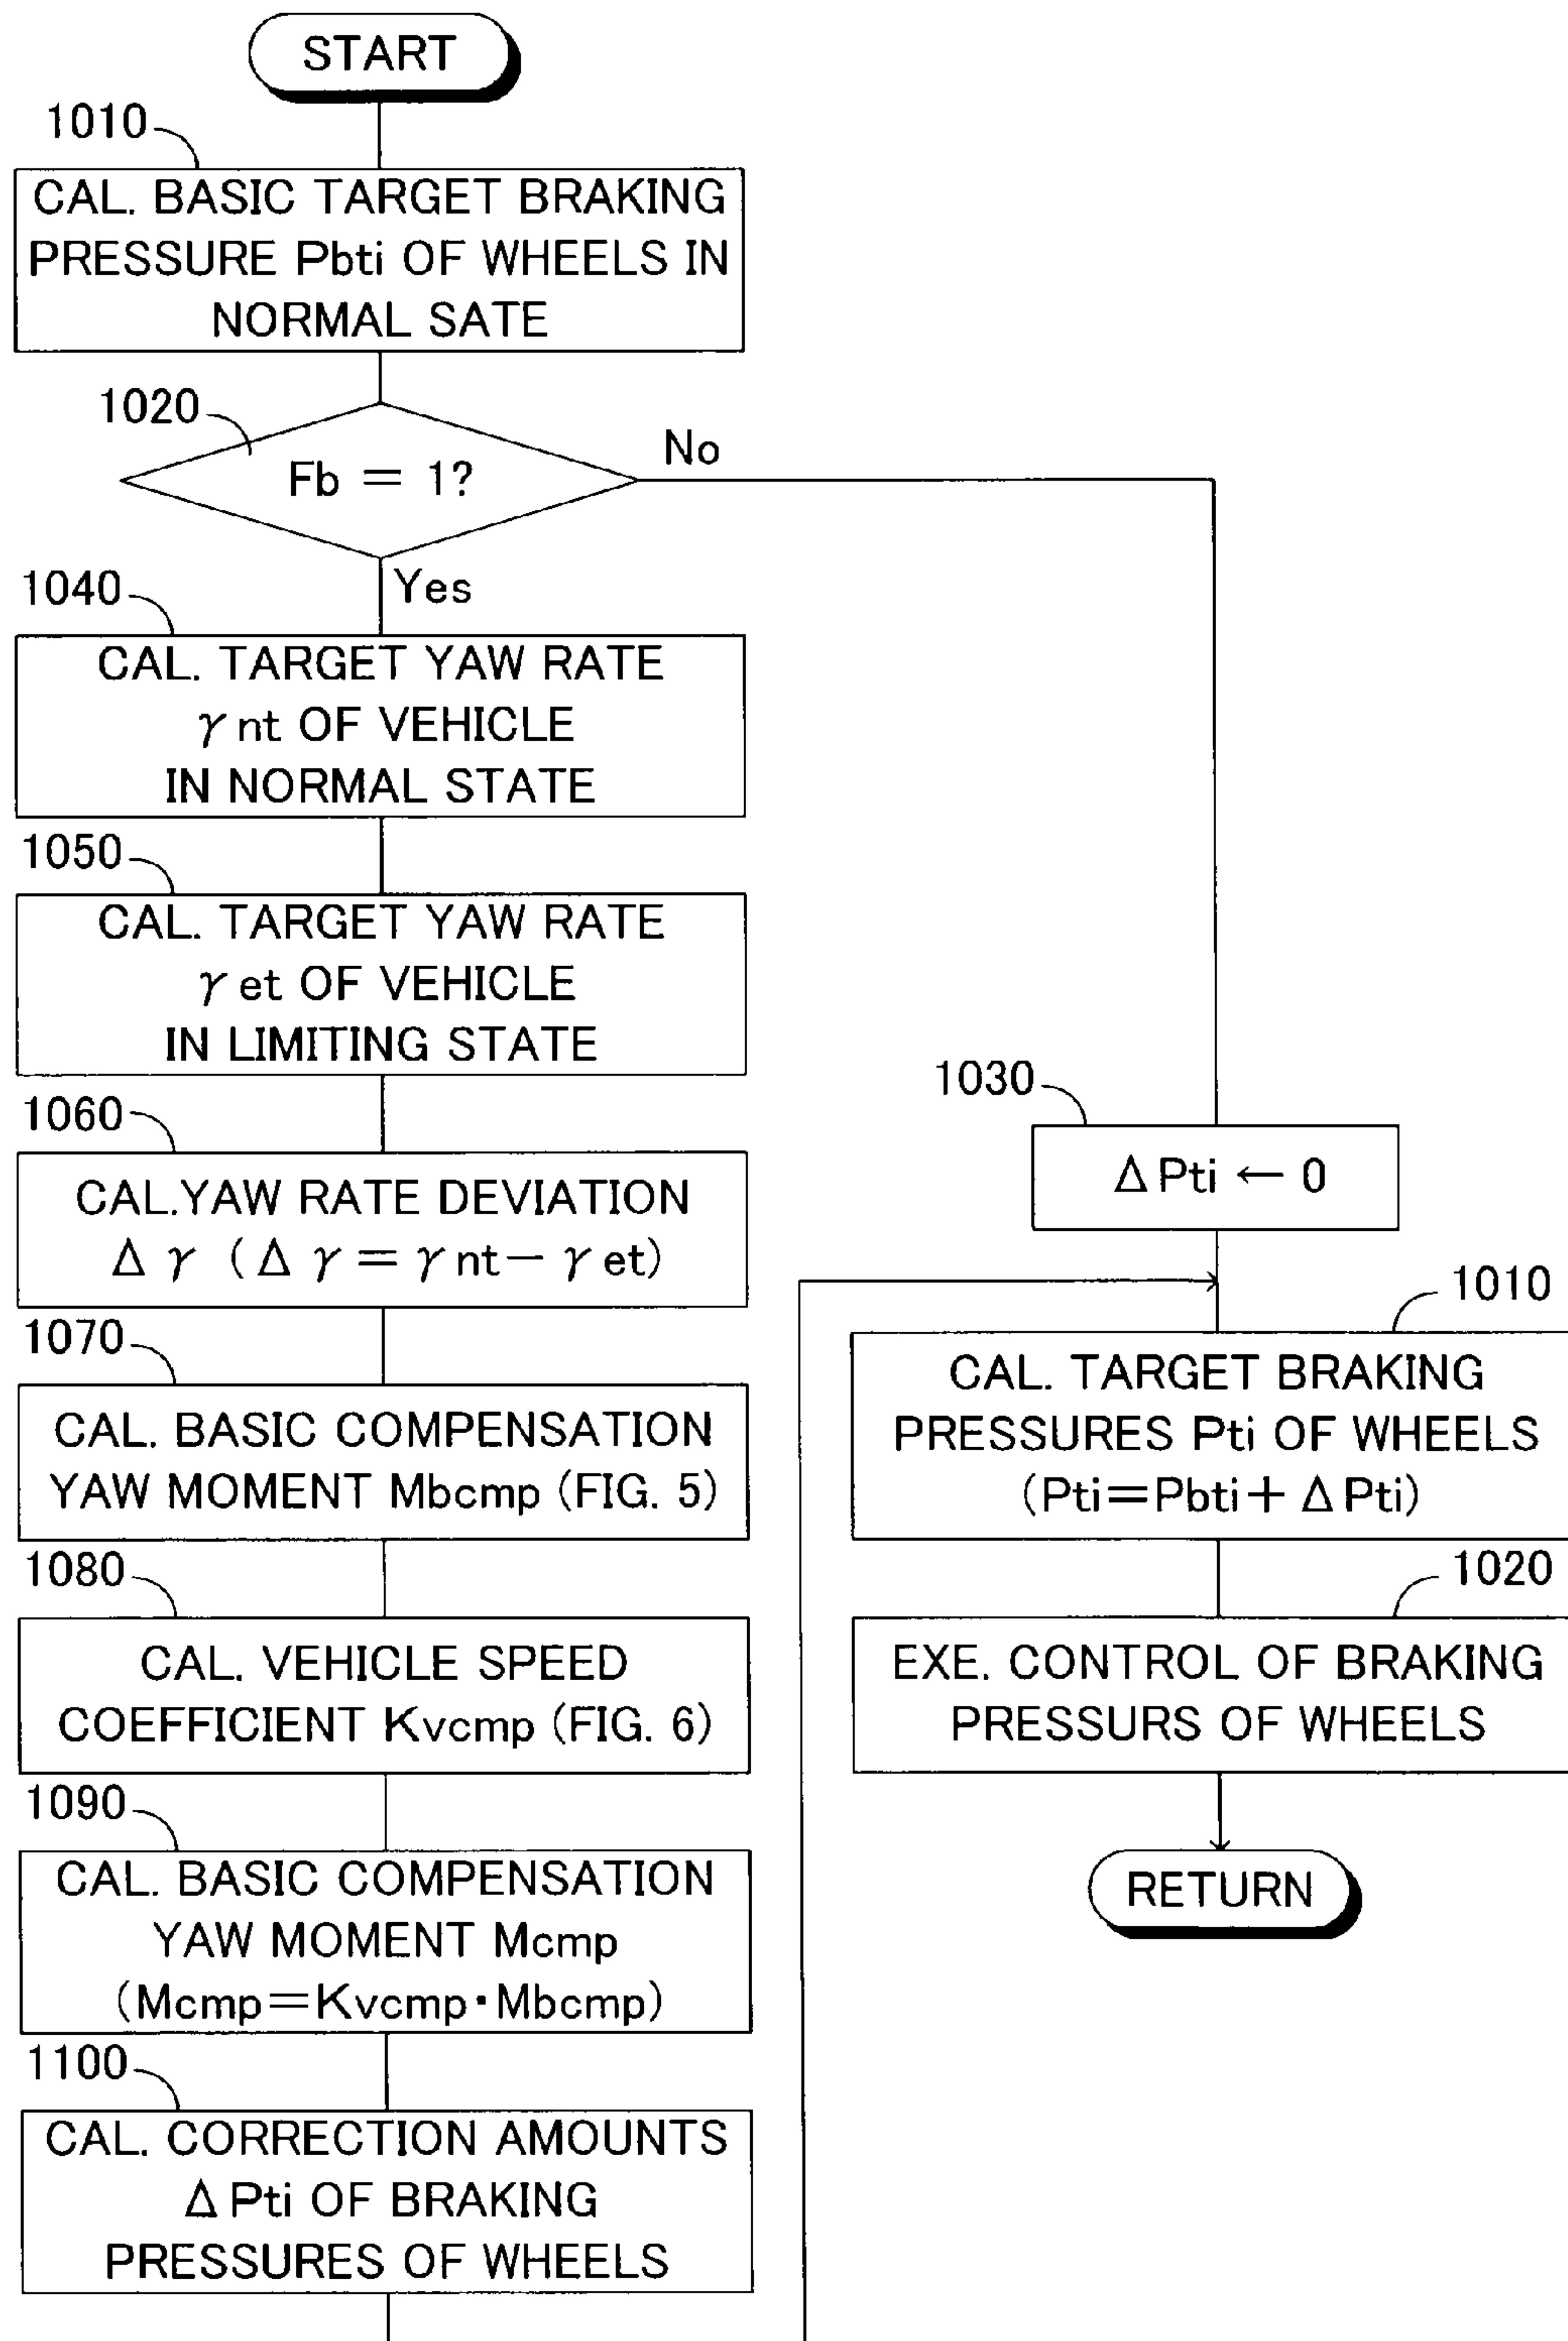 START
1010
CAL. BASIC TARGET BRAKING
PRESSURE Pbti OF WHEELS IN
NORMAL SATE
1020
Fb = 1?
No
Yes
1040
CAL. TARGET YAW RATE
γnt OF VEHICLE
IN NORMAL STATE
1050
CAL. TARGET YAW RATE
γet OF VEHICLE
IN LIMITING STATE
1060
CAL.YAW RATE DEVIATION
Δγ (Δγ=γnt−γet)
1070
CAL. BASIC COMPENSATION
YAW MOMENT Mbcmp (FIG. 5)
1080
CAL. VEHICLE SPEED
COEFFICIENT Kvcmp (FIG. 6)
1090
CAL. BASIC COMPENSATION
YAW MOMENT Mcmp
(Mcmp=Kvcmp･Mbcmp)
1100
CAL. CORRECTION AMOUNTS
ΔPti OF BRAKING
PRESSURES OF WHEELS
1030
ΔPti ← 0
1010
CAL. TARGET BRAKING
PRESSURES Pti OF WHEELS
(Pti=Pbti+ΔPti)
1020
EXE. CONTROL OF BRAKING
PRESSURS OF WHEELS
RETURN